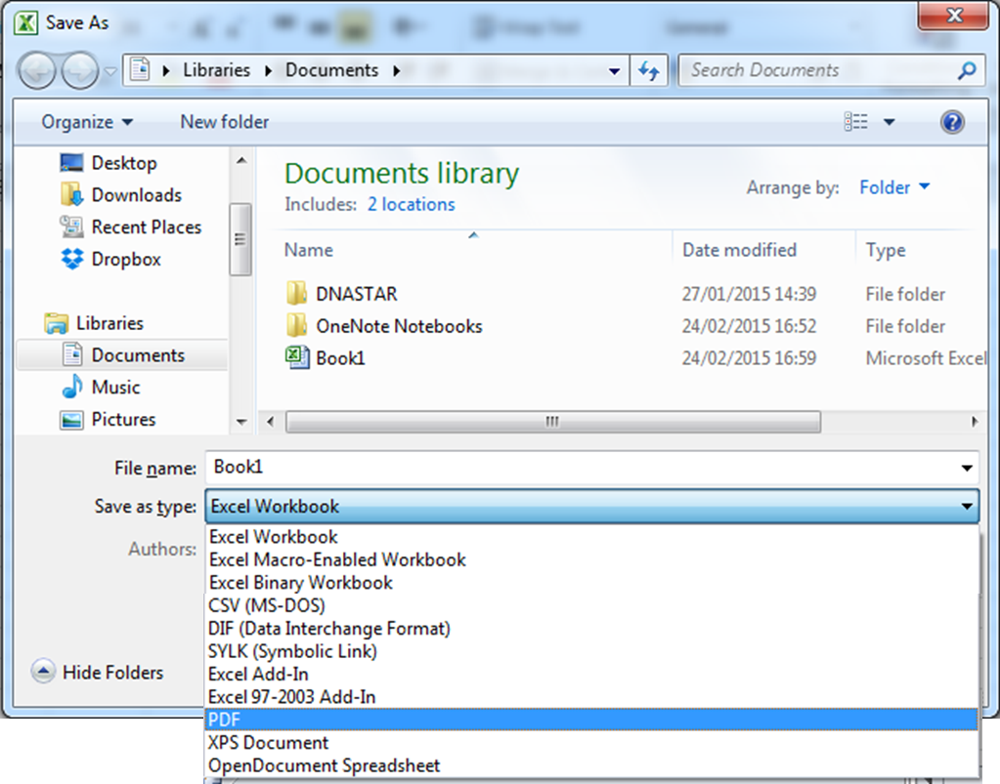 Save As
Libraries Documents
Search Documents
Organize
New folder
Desktop
Downloads
Recent Places
Dropbox
Libraries
Documents
Music
Pictures
Documents library
Includes: 2 locations
Arrange by: Folder
Name Date modified Type
DNASTAR 27/01/2015 14:39 File folder
OneNote Notebooks 24/02/2015 16:52 File folder
Book1 24/02/2015 16:59 Microsoft Excel
File name: Book1
Save as type: Excel Workbook
Authors:
Excel Workbook
Excel Macro-Enabled Workbook
Excel Binary Workbook
CSV (MS-DOS)
DIF (Data Interchange Format)
SYLK (Symbolic Link)
Excel Add-In
Excel 97-2003 Add-In
PDF
XPS Document
OpenDocument Spreadsheet
Hide Folders